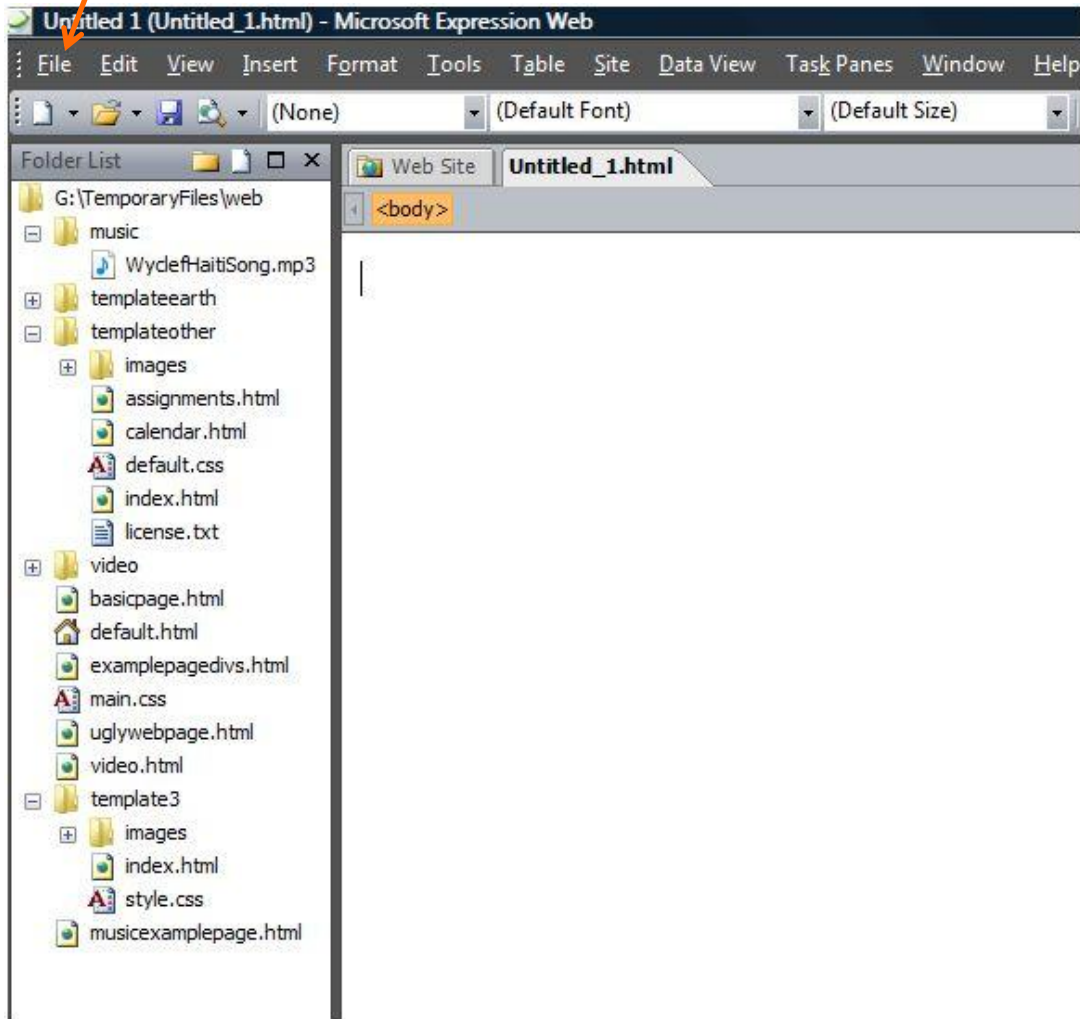 Untitled 1 (Untitled_1.html) - Microsoft Expression Web
File Edit View Insert Format Tools Table Site Data View Task Panes Window Help
(None) (Default Font) (Default Size)
Folder List
Web Site Untitled_1.html
<body>
G:\TemporaryFiles\web
music
WyclefHaitiSong.mp3
templateearth
templateother
images
assignments.html
calendar.html
default.css
index.html
license.txt
video
basicpage.html
default.html
examplepagedivs.html
main.css
uglywebpage.html
video.html
template3
images
index.html
style.css
musicexamplepage.html